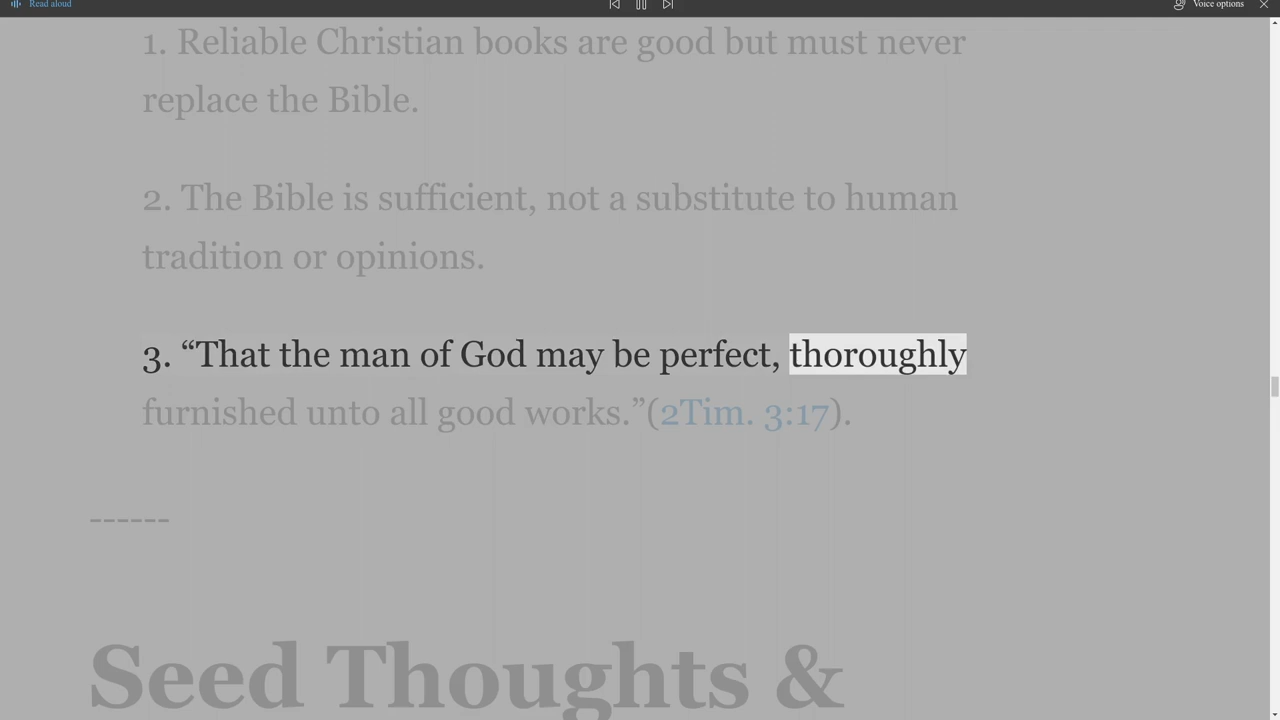 Read aloud
Voice options
1. Reliable Christian books are good but must never
replace the Bible.
2. The Bible is sufficient, not a substitute to human
tradition or opinions.
3. “That the man of God may be perfect, thoroughly
furnished unto all good works.”(2Tim. 3:17).
------
Seed Thoughts &